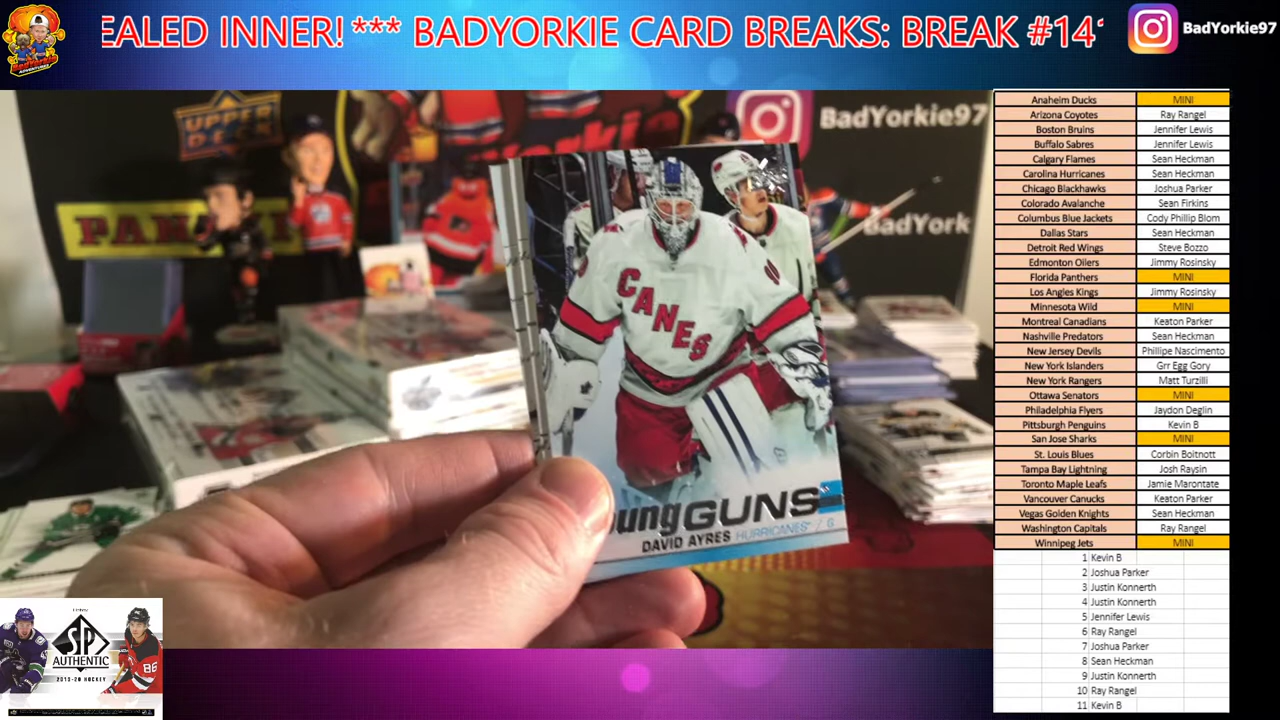 EALED INNER! *** BADYORKIE CARD BREAKS: BREAK #14
BadYorkie97
UPPER DECK
BadYorkie97
PANINI
BadYork
CANES
oung GUNS
DAVID AYRES HURRICANES / G
SP
AUTHENTIC
2019-20 HOCKEY
Anaheim Ducks MINI
Arizona Coyotes Ray Rangel
Boston Bruins Jennifer Lewis
Buffalo Sabres Jennifer Lewis
Calgary Flames Sean Heckman
Carolina Hurricanes Sean Heckman
Chicago Blackhawks Joshua Parker
Colorado Avalanche Sean Firkins
Columbus Blue Jackets Cody Phillip Blom
Dallas Stars Sean Heckman
Detroit Red Wings Steve Bozzo
Edmonton Oilers Jimmy Rosinsky
Florida Panthers MINI
Los Angles Kings Jimmy Rosinsky
Minnesota Wild MINI
Montreal Canadians Keaton Parker
Nashville Predators Sean Heckman
New Jersey Devils Phillipe Nascimento
New York Islanders Grr Egg Gory
New York Rangers Matt Turzilli
Ottawa Senators MINI
Philadelphia Flyers Jaydon Deglin
Pittsburgh Penguins Kevin B
San Jose Sharks MINI
St. Louis Blues Corbin Boitnott
Tampa Bay Lightning Josh Raysin
Toronto Maple Leafs Jamie Marontate
Vancouver Canucks Keaton Parker
Vegas Golden Knights Sean Heckman
Washington Capitals Ray Rangel
Winnipeg Jets MINI
1 Kevin B
2 Joshua Parker
3 Justin Konnerth
4 Justin Konnerth
5 Jennifer Lewis
6 Ray Rangel
7 Joshua Parker
8 Sean Heckman
9 Justin Konnerth
10 Ray Rangel
11 Kevin B